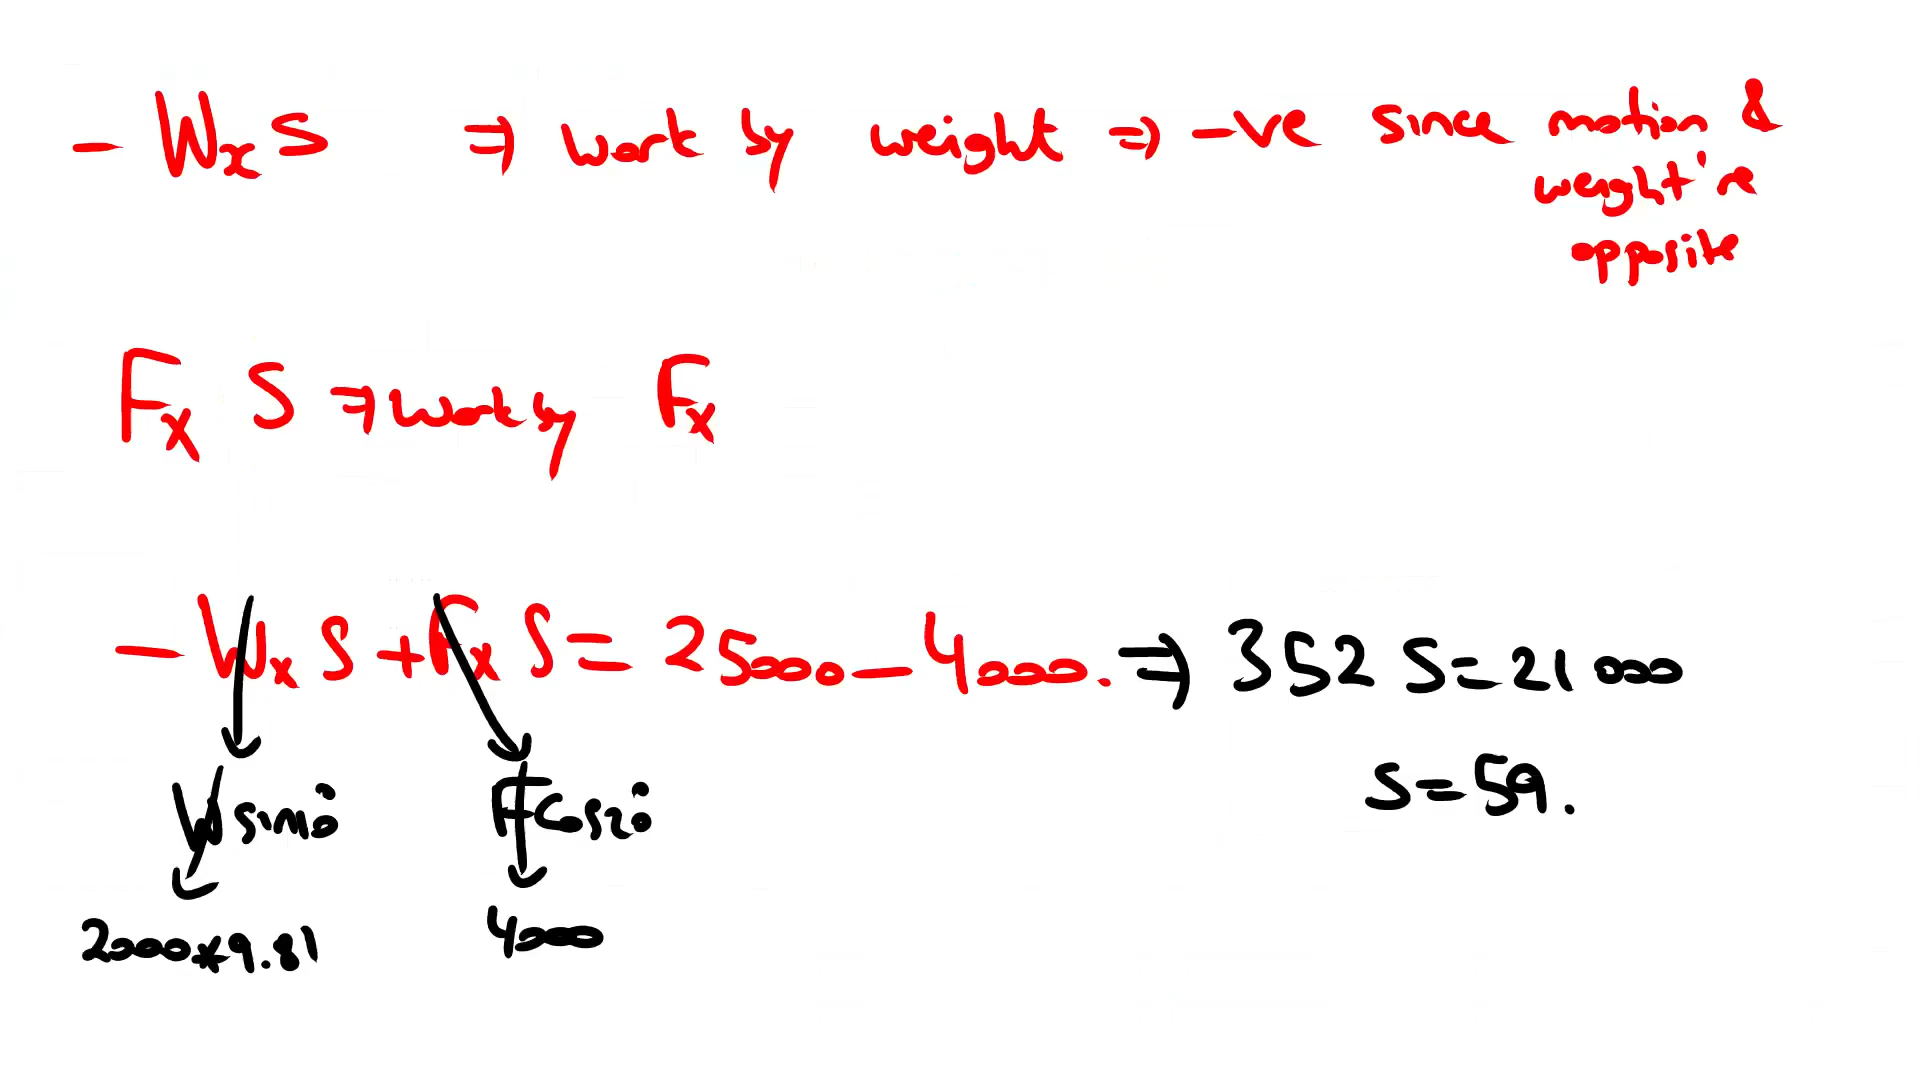 - Wx S ⇒ work by weight ⇒ -ve since motion &
weight're
opposite
Fx S ⇒ work by Fx
- Wx S + Fx S = 25000 - 4000. ⇒ 352 S = 21000
S = 59.
W sin10° F cos20°
2000*9.81 4000